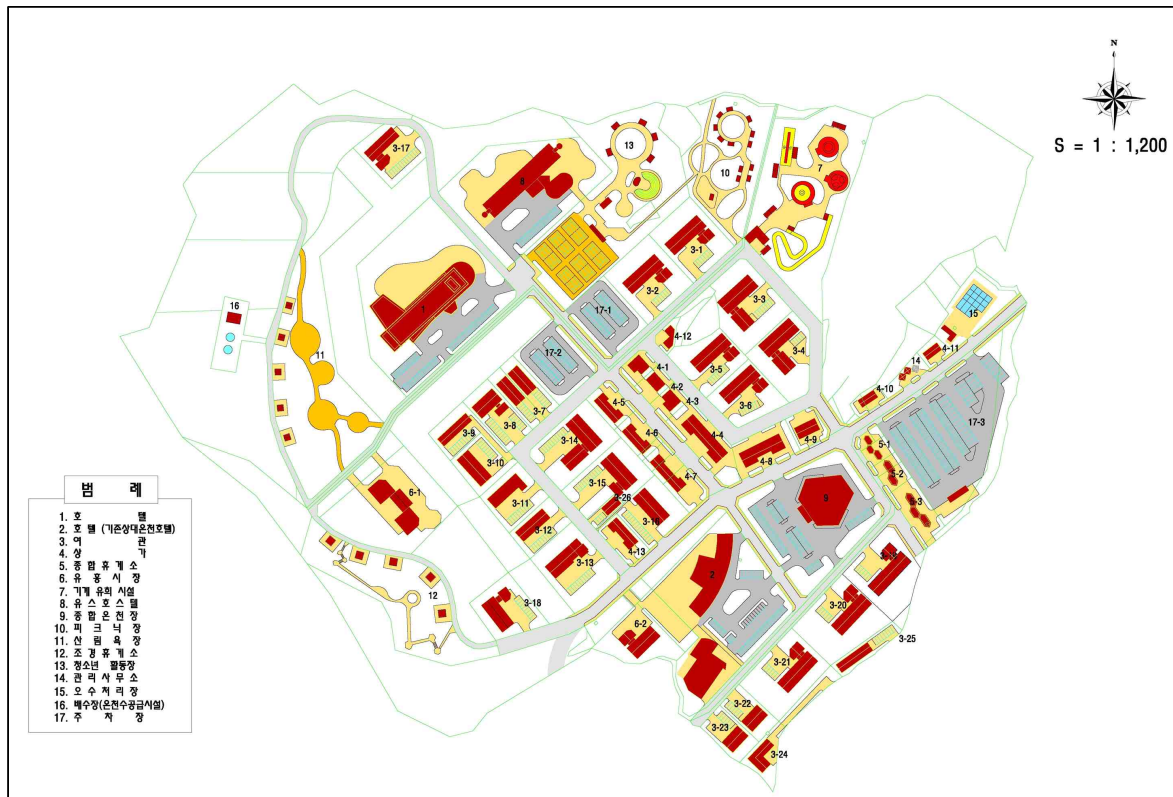 N
S = 1 : 1,200
3-17
13
10
7
8
3-1
3-2
3-3
16
1
17-1
15
4-12
3-4
11
17-2
4-11
14
4-1
3-5
4-2
4-10
3-7
4-5
4-3
3-6
17-3
3-9
3-8
4-6
4-4
4-9
5-1
3-14
4-8
3-10
4-7
5-2
3-15
6-1
9
3-26
5-3
3-11
3-16
3-12
4-13
3-19
3-13
2
12
3-18
3-20
6-2
3-25
3-21
3-22
3-23
3-24
범 례
1. 호 텔
2. 호 텔 (기존상대온천호텔)
3. 여 관
4. 상 가
5. 종 합 휴 게 소
6. 유 흥 시 장
7. 기계 유희 시설
8. 유 스 호 스 텔
9. 종 합 온 천 장
10. 피 크 닉 장
11. 산 림 욕 장
12. 조 경 휴 게 소
13. 청소년 활동장
14. 관 리 사 무 소
15. 오 수 처 리 장
16. 배수장(온천수공급시설)
17. 주 차 장